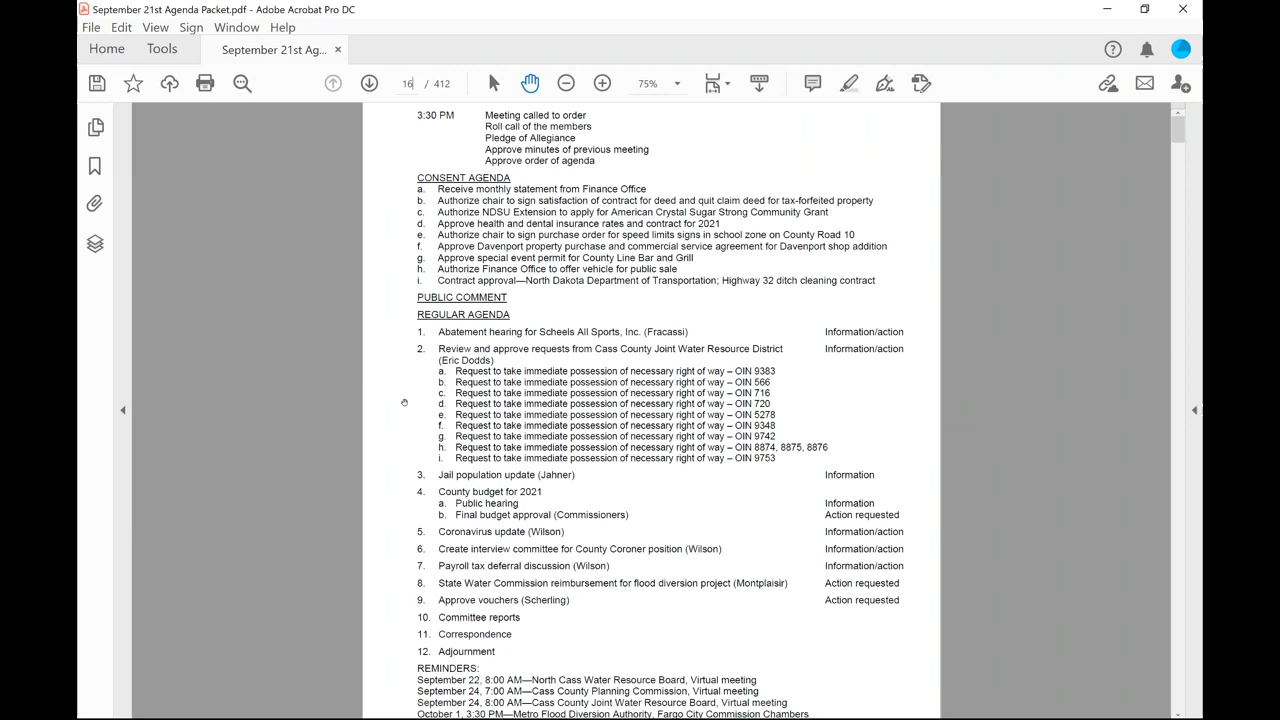 September 21st Agenda Packet.pdf - Adobe Acrobat Pro DC
File Edit View Sign Window Help
Home Tools September 21st Ag... ×
16 / 412 75%
3:30 PM Meeting called to order
Roll call of the members
Pledge of Allegiance
Approve minutes of previous meeting
Approve order of agenda
CONSENT AGENDA
a. Receive monthly statement from Finance Office
b. Authorize chair to sign satisfaction of contract for deed and quit claim deed for tax-forfeited property
c. Authorize NDSU Extension to apply for American Crystal Sugar Strong Community Grant
d. Approve health and dental insurance rates and contract for 2021
e. Authorize chair to sign purchase order for speed limits signs in school zone on County Road 10
f. Approve Davenport property purchase and commercial service agreement for Davenport shop addition
g. Approve special event permit for County Line Bar and Grill
h. Authorize Finance Office to offer vehicle for public sale
i. Contract approval—North Dakota Department of Transportation; Highway 32 ditch cleaning contract
PUBLIC COMMENT
REGULAR AGENDA
1. Abatement hearing for Scheels All Sports, Inc. (Fracassi) Information/action
2. Review and approve requests from Cass County Joint Water Resource District Information/action
(Eric Dodds)
a. Request to take immediate possession of necessary right of way – OIN 9383
b. Request to take immediate possession of necessary right of way – OIN 566
c. Request to take immediate possession of necessary right of way – OIN 716
d. Request to take immediate possession of necessary right of way – OIN 720
e. Request to take immediate possession of necessary right of way – OIN 5278
f. Request to take immediate possession of necessary right of way – OIN 9348
g. Request to take immediate possession of necessary right of way – OIN 9742
h. Request to take immediate possession of necessary right of way – OIN 8874, 8875, 8876
i. Request to take immediate possession of necessary right of way – OIN 9753
3. Jail population update (Jahner) Information
4. County budget for 2021
a. Public hearing Information
b. Final budget approval (Commissioners) Action requested
5. Coronavirus update (Wilson) Information/action
6. Create interview committee for County Coroner position (Wilson) Information/action
7. Payroll tax deferral discussion (Wilson) Information/action
8. State Water Commission reimbursement for flood diversion project (Montplaisir) Action requested
9. Approve vouchers (Scherling) Action requested
10. Committee reports
11. Correspondence
12. Adjournment
REMINDERS:
September 22, 8:00 AM—North Cass Water Resource Board, Virtual meeting
September 24, 7:00 AM—Cass County Planning Commission, Virtual meeting
September 24, 8:00 AM—Cass County Joint Water Resource Board, Virtual meeting
October 1, 3:30 PM—Metro Flood Diversion Authority, Fargo City Commission Chambers